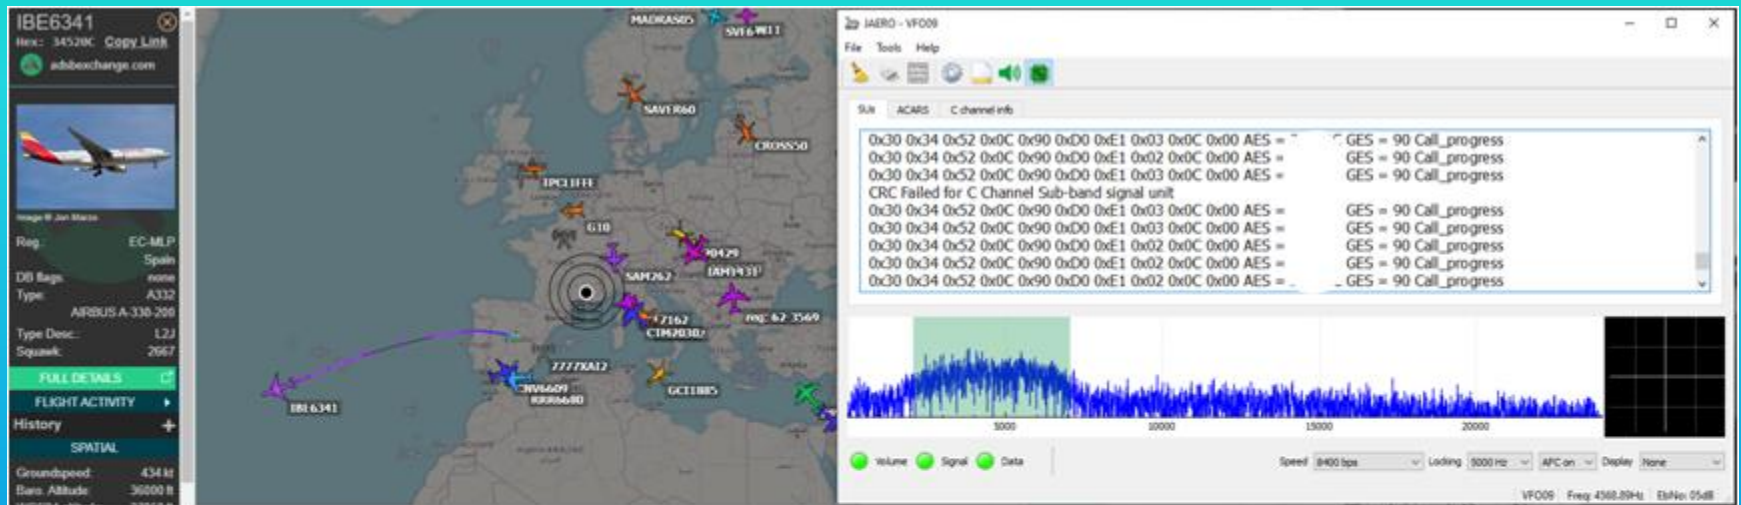 IBE6341
Hex: 34520C Copy Link
adsbexchange.com
Image © Jan Marzo
Reg.: EC-MLP
Spain
DB flags: none
Type: A332
AIRBUS A-330-200
Type Desc.: L2J
Squawk: 2667
FULL DETAILS
FLIGHT ACTIVITY
History +
SPATIAL
Groundspeed: 434 kt
Baro. Altitude: 36000 ft
MADRAS05
SAVER60
CROSS50
IPCLIFFE
G10
SAM262
reg: 62-3569
7777XA12
GCI1885
RRR6680
IBE6341
JAERO - VFO09
File Tools Help
SUs ACARS C channel info
0x30 0x34 0x52 0x0C 0x90 0xD0 0xE1 0x03 0x0C 0x00 AES = GES = 90 Call_progress
0x30 0x34 0x52 0x0C 0x90 0xD0 0xE1 0x02 0x0C 0x00 AES = GES = 90 Call_progress
0x30 0x34 0x52 0x0C 0x90 0xD0 0xE1 0x03 0x0C 0x00 AES = GES = 90 Call_progress
CRC Failed for C Channel Sub-band signal unit
0x30 0x34 0x52 0x0C 0x90 0xD0 0xE1 0x03 0x0C 0x00 AES = GES = 90 Call_progress
0x30 0x34 0x52 0x0C 0x90 0xD0 0xE1 0x03 0x0C 0x00 AES = GES = 90 Call_progress
0x30 0x34 0x52 0x0C 0x90 0xD0 0xE1 0x02 0x0C 0x00 AES = GES = 90 Call_progress
0x30 0x34 0x52 0x0C 0x90 0xD0 0xE1 0x02 0x0C 0x00 AES = GES = 90 Call_progress
0x30 0x34 0x52 0x0C 0x90 0xD0 0xE1 0x02 0x0C 0x00 AES = GES = 90 Call_progress
5000 10000 15000 20000
Volume Signal Data Speed 8400 bps Locking 5000 Hz AFC on Display None
VFO09 Freq: 4568.89Hz EbNo: 05dB